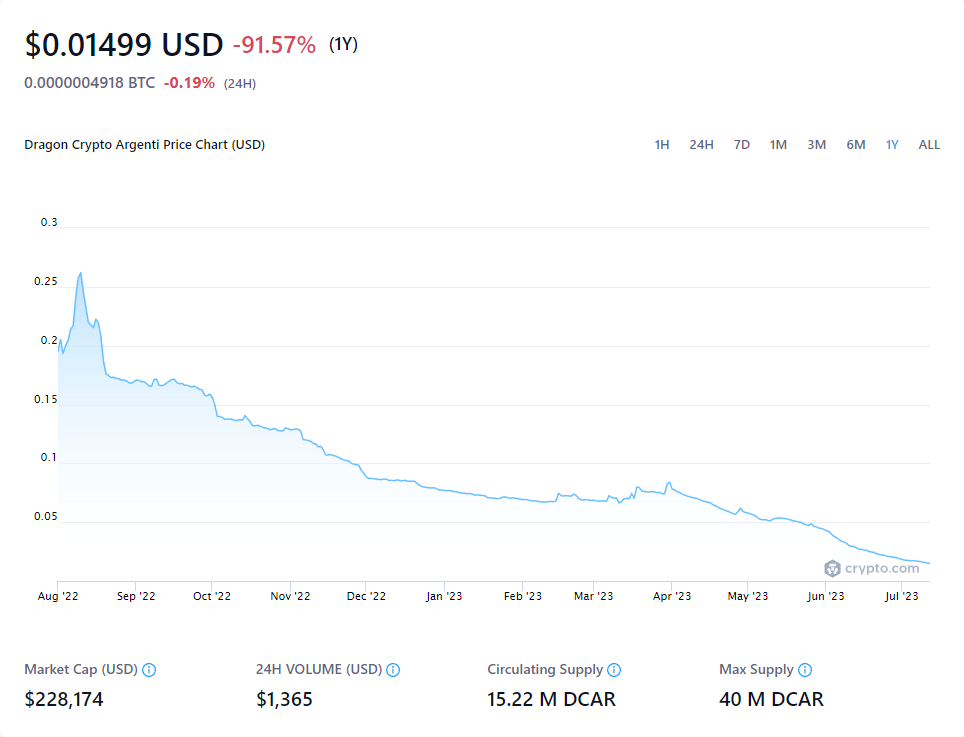 $0.01499 USD -91.57% (1Y)
0.0000004918 BTC -0.19% (24H)
Dragon Crypto Argenti Price Chart (USD) 1H 24H 7D 1M 3M 6M 1Y ALL
0.3
0.25
0.2
0.15
0.1
0.05
crypto.com
Aug '22 Sep '22 Oct '22 Nov '22 Dec '22 Jan '23 Feb '23 Mar '23 Apr '23 May '23 Jun '23 Jul '23
Market Cap (USD) 24H VOLUME (USD) Circulating Supply Max Supply
$228,174 $1,365 15.22 M DCAR 40 M DCAR